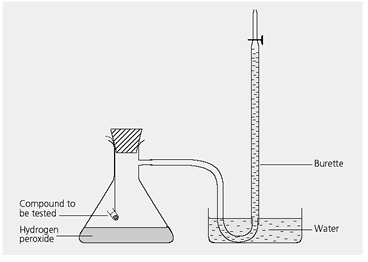 Compound to
be tested
Hydrogen
peroxide
Burette
Water